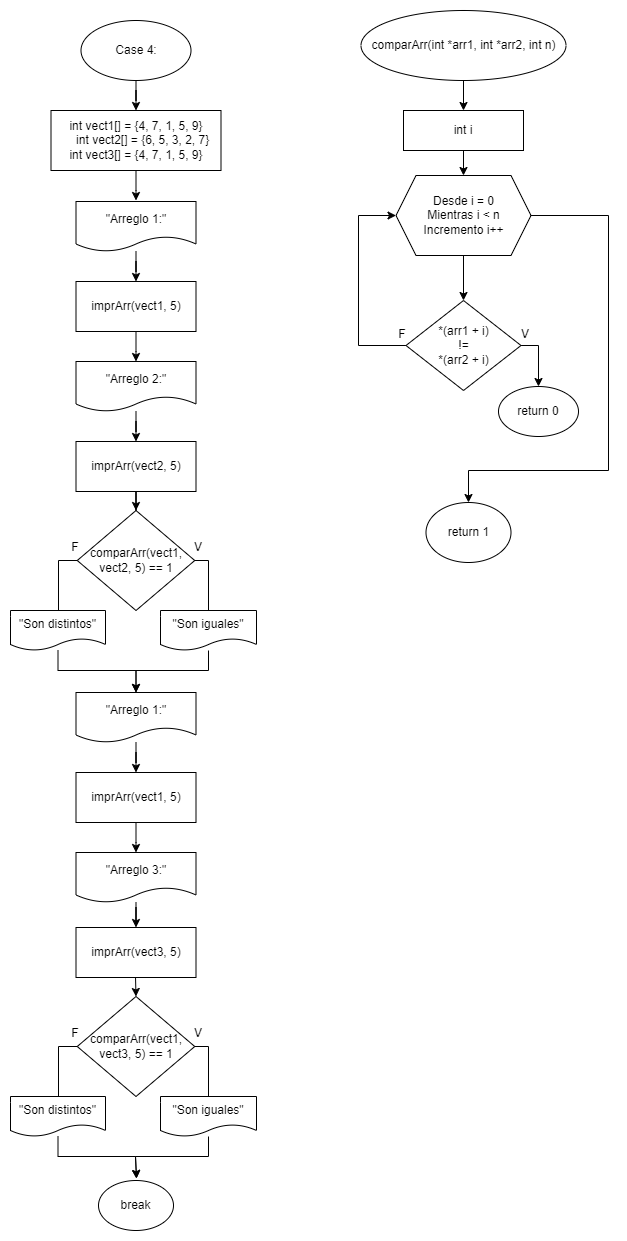 Case 4:
int vect1[] = {4, 7, 1, 5, 9}
int vect2[] = {6, 5, 3, 2, 7}
int vect3[] = {4, 7, 1, 5, 9}
"Arreglo 1:"
imprArr(vect1, 5)
"Arreglo 2:"
imprArr(vect2, 5)
F
V
comparArr(vect1,
vect2, 5) == 1
"Son distintos"
"Son iguales"
"Arreglo 1:"
imprArr(vect1, 5)
"Arreglo 3:"
imprArr(vect3, 5)
F
V
comparArr(vect1,
vect3, 5) == 1
"Son distintos"
"Son iguales"
break
comparArr(int *arr1, int *arr2, int n)
int i
Desde i = 0
Mientras i < n
Incremento i++
F
V
*(arr1 + i)
!=
*(arr2 + i)
return 0
return 1